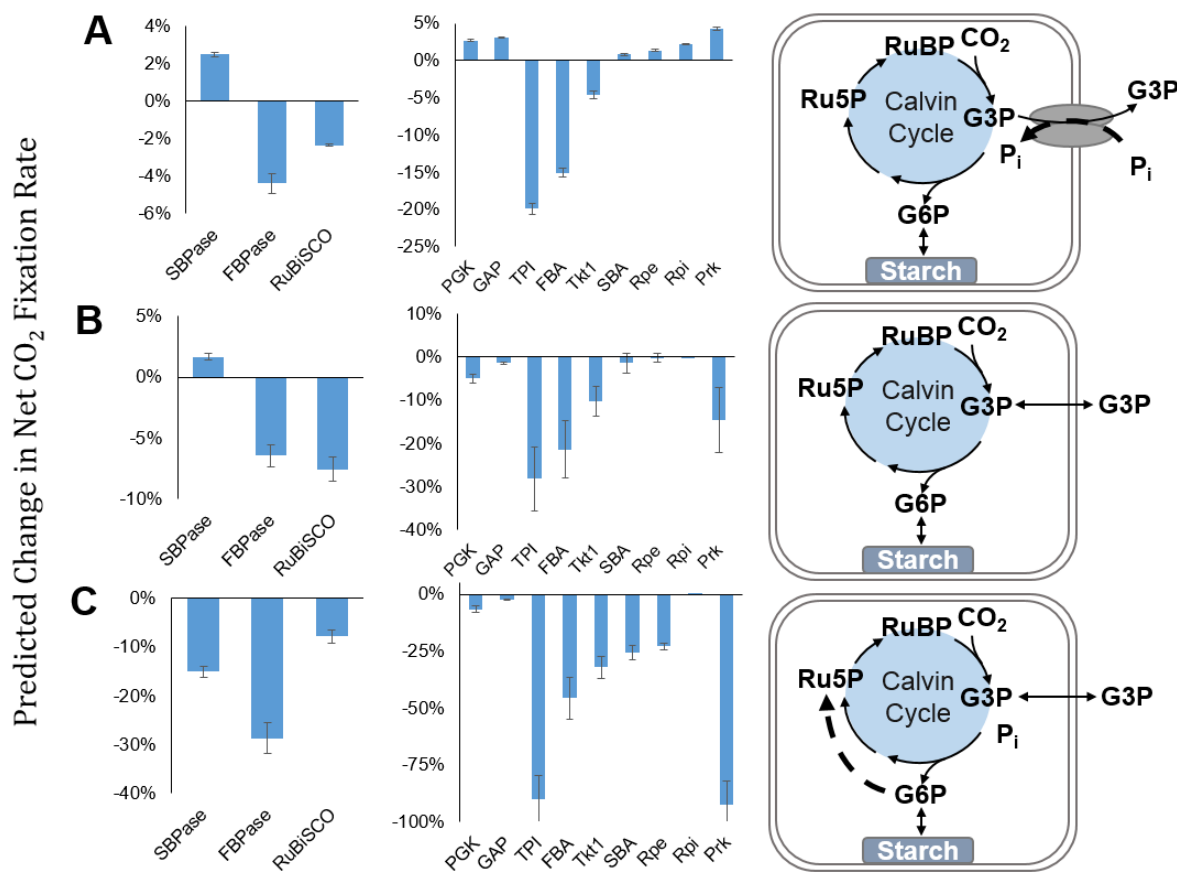 Predicted Change in Net CO₂ Fixation Rate
A
4%
2%
0%
-2%
-4%
-6%
SBPase
FBPase
RuBiSCO
5%
0%
-5%
-10%
-15%
-20%
-25%
PGK
GAP
TPI
FBA
Tkt1
SBA
Rpe
Rpi
Prk
RuBP
CO₂
Ru5P
Calvin
Cycle
G3P
G3P
Pᵢ
Pᵢ
G6P
Starch
B
5%
0%
-5%
-10%
SBPase
FBPase
RuBiSCO
10%
0%
-10%
-20%
-30%
-40%
PGK
GAP
TPI
FBA
Tkt1
SBA
Rpe
Rpi
Prk
RuBP
CO₂
Ru5P
Calvin
Cycle
G3P
G3P
G6P
Starch
C
0%
-10%
-20%
-30%
-40%
SBPase
FBPase
RuBiSCO
0%
-25%
-50%
-75%
-100%
PGK
GAP
TPI
FBA
Tkt1
SBA
Rpe
Rpi
Prk
RuBP
CO₂
Ru5P
Calvin
Cycle
G3P
G3P
Pᵢ
G6P
Starch